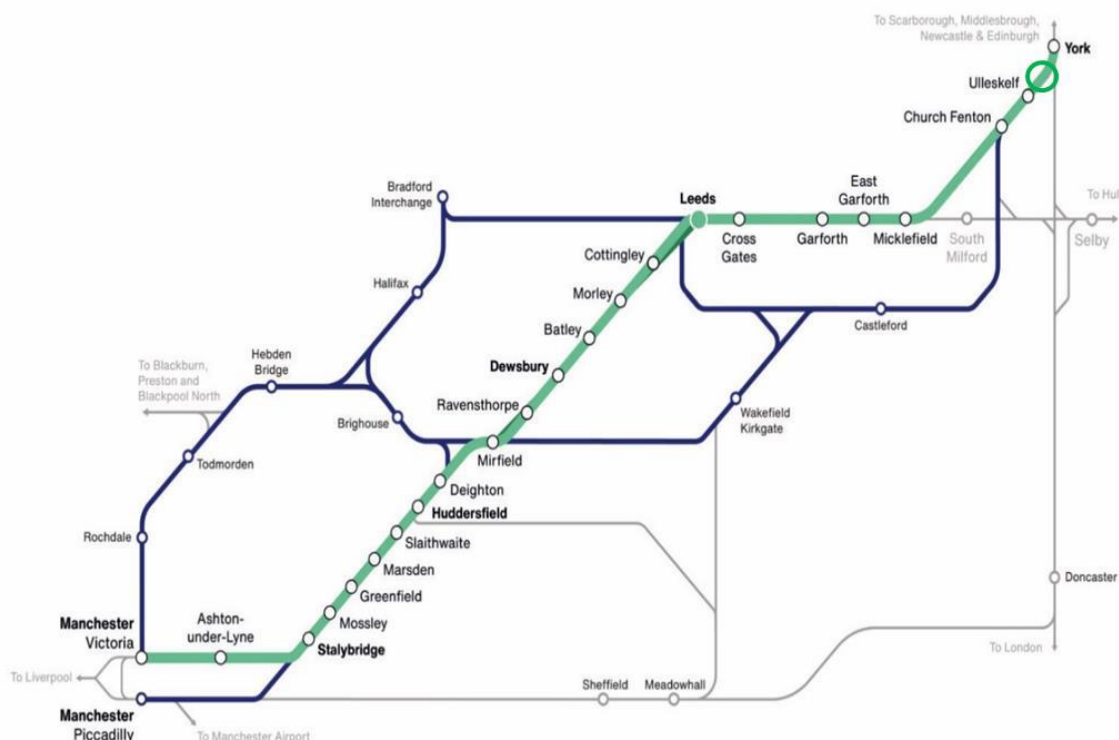 To Scarborough, Middlesbrough,
Newcastle & Edinburgh
York
Ulleskelf
Church Fenton
Bradford
Interchange
Leeds
East
Garforth
To Hul
Cross
Gates
Garforth
Micklefield
South
Milford
Selby
Cottingley
Halifax
Morley
Castleford
Batley
Hebden
Bridge
To Blackburn,
Preston and
Blackpool North
Dewsbury
Ravensthorpe
Wakefield
Kirkgate
Brighouse
Mirfield
Todmorden
Deighton
Huddersfield
Rochdale
Slaithwaite
Marsden
Doncaster
Greenfield
Manchester
Victoria
Ashton-
under-Lyne
Mossley
Stalybridge
To London
To Liverpool
Sheffield
Meadowhall
Manchester
Piccadilly
To Manchester Airport